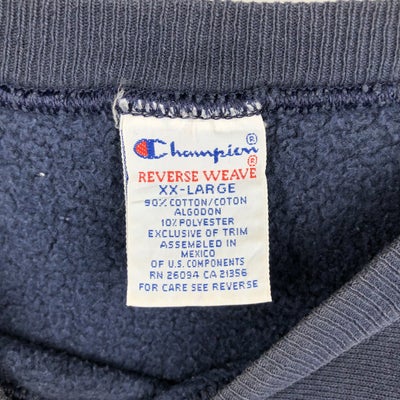 Champion®
REVERSE WEAVE®
XX-LARGE
90% COTTON/COTON
ALGODON
10% POLYESTER
EXCLUSIVE OF TRIM
ASSEMBLED IN
MEXICO
OF U.S. COMPONENTS
RN 26094 CA 21356
FOR CARE SEE REVERSE